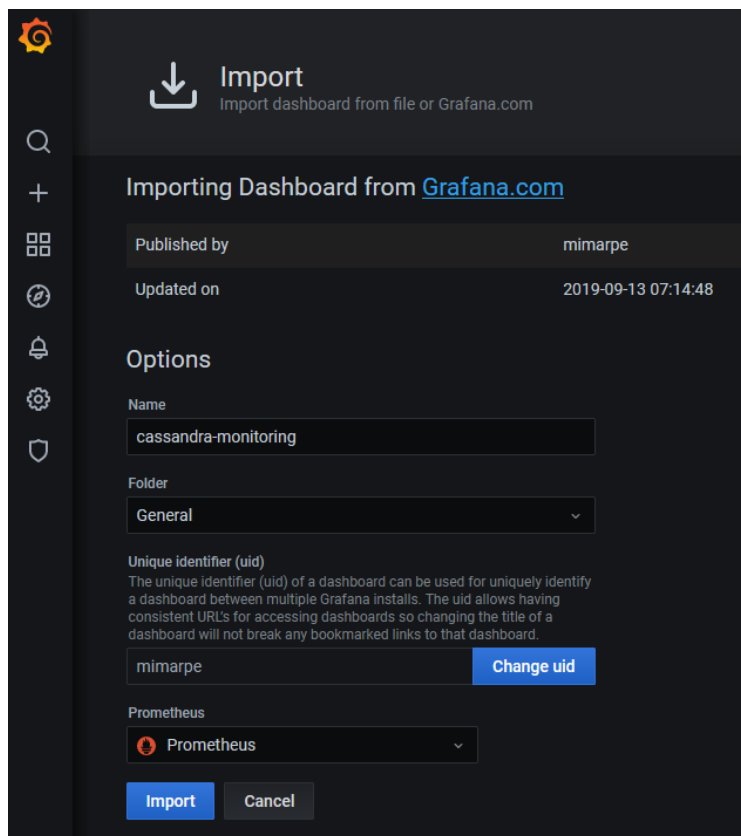 Import
Import dashboard from file or Grafana.com
Importing Dashboard from Grafana.com
Published by mimarpe
Updated on 2019-09-13 07:14:48
Options
Name
cassandra-monitoring
Folder
General
Unique identifier (uid)
The unique identifier (uid) of a dashboard can be used for uniquely identify
a dashboard between multiple Grafana installs. The uid allows having
consistent URL's for accessing dashboards so changing the title of a
dashboard will not break any bookmarked links to that dashboard.
mimarpe Change uid
Prometheus
Prometheus
Import Cancel